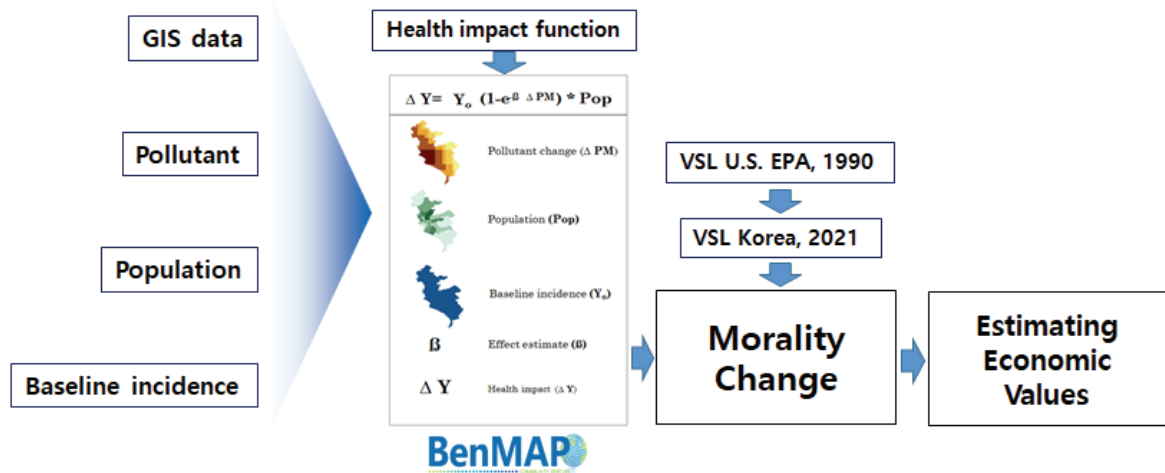 GIS data
Pollutant
Population
Baseline incidence
Health impact function
Δ Y= Yo (1-eß Δ PM) * Pop
Pollutant change (Δ PM)
Population (Pop)
Baseline incidence (Yo)
ß
Effect estimate (ß)
Δ Y
Health impact (Δ Y)
BenMAP
VSL U.S. EPA, 1990
VSL Korea, 2021
Morality
Change
Estimating
Economic
Values